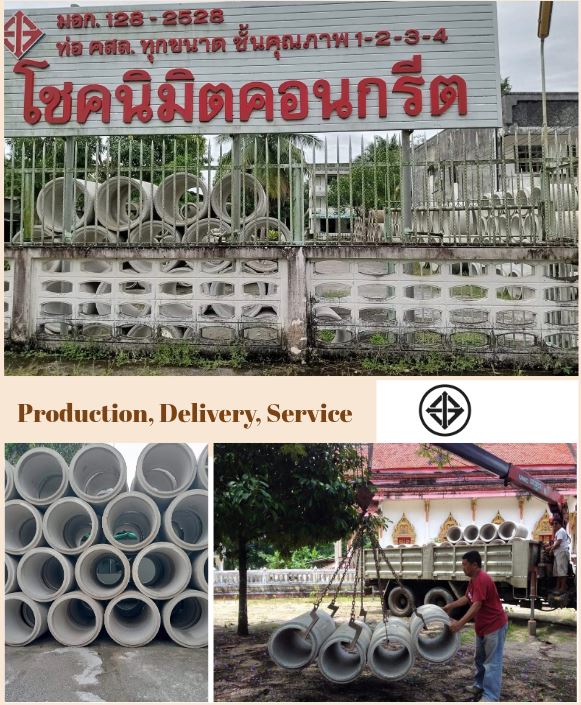 มอก. 128 - 2528
ท่อ คสล. ทุกขนาด ชั้นคุณภาพ 1-2-3-4
โชคนิมิตคอนกรีต
Production, Delivery, Service